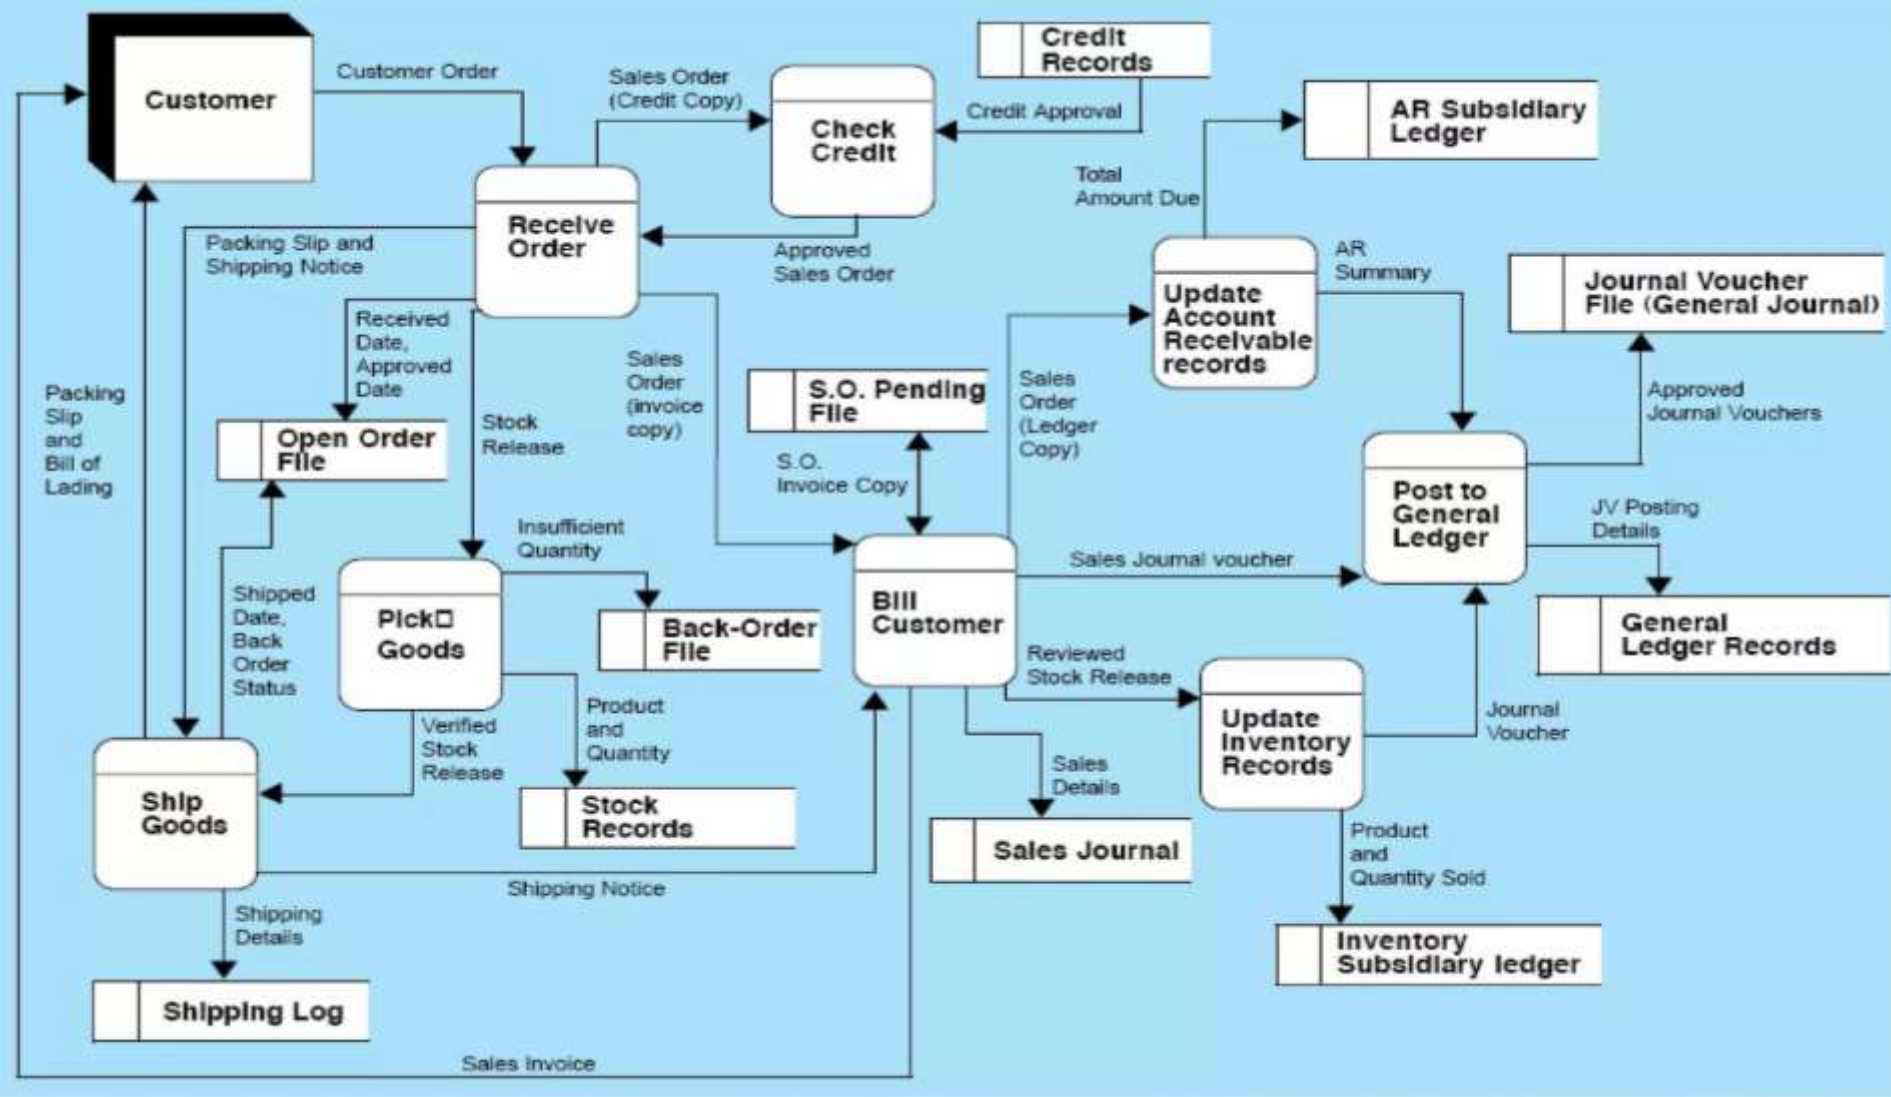 Customer
Customer Order
Sales Order
(Credit Copy)
Check
Credit
Credit
Records
Credit Approval
AR Subsidiary
Ledger
Total
Amount Due
Receive
Order
Approved
Sales Order
Packing Slip and
Shipping Notice
Received
Date,
Approved
Date
Sales
Order
(invoice
copy)
Stock
Release
Packing
Slip
and
Bill of
Lading
Open Order
File
S.O. Pending
File
S.O.
Invoice Copy
Sales
Order
(Ledger
Copy)
Update
Account
Receivable
records
AR
Summary
Journal Voucher
File (General Journal)
Approved
Journal Vouchers
Post to
General
Ledger
JV Posting
Details
General
Ledger Records
Insufficient
Quantity
Back-Order
File
Pick□
Goods
Shipped
Date,
Back
Order
Status
Verified
Stock
Release
Product
and
Quantity
Stock
Records
Bill
Customer
Sales Journal voucher
Reviewed
Stock Release
Update
Inventory
Records
Journal
Voucher
Sales
Details
Sales Journal
Product
and
Quantity Sold
Inventory
Subsidiary ledger
Ship
Goods
Shipping Notice
Shipping
Details
Shipping Log
Sales Invoice